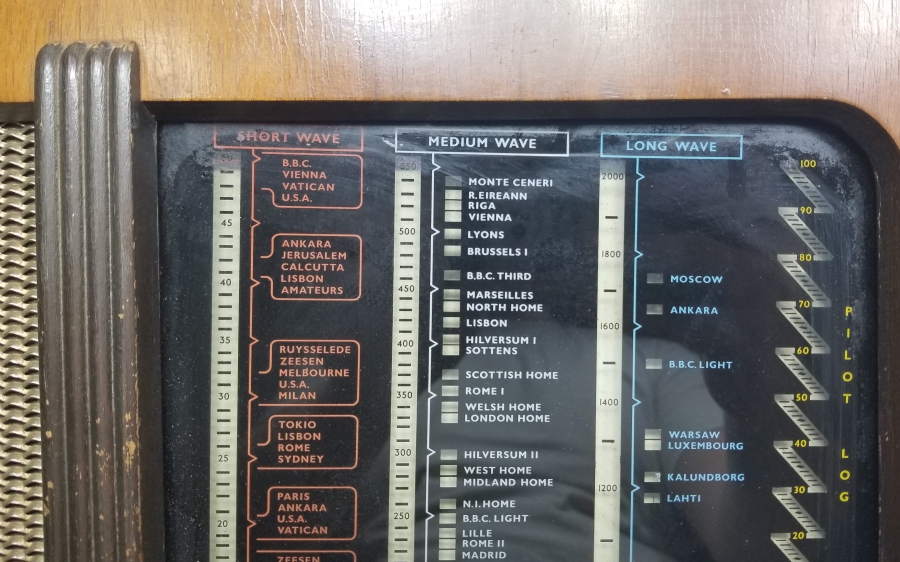 SHORT WAVE
50
B.B.C.
VIENNA
VATICAN
U.S.A.
45
ANKARA
JERUSALEM
CALCUTTA
LISBON
AMATEURS
40
35
RUYSSELEDE
ZEESEN
MELBOURNE
U.S.A.
MILAN
30
TOKIO
LISBON
ROME
SYDNEY
25
PARIS
ANKARA
U.S.A.
VATICAN
20
ZEESEN
MEDIUM WAVE
550
MONTE CENERI
R.EIREANN
RIGA
VIENNA
500
LYONS
BRUSSELS I
B.B.C. THIRD
450
MARSEILLES
NORTH HOME
LISBON
400
HILVERSUM I
SOTTENS
SCOTTISH HOME
350
ROME I
WELSH HOME
LONDON HOME
300
HILVERSUM II
WEST HOME
MIDLAND HOME
N.I. HOME
250
B.B.C. LIGHT
LILLE
ROME II
MADRID
LONG WAVE
2000
1800
MOSCOW
ANKARA
1600
B.B.C. LIGHT
1400
WARSAW
LUXEMBOURG
KALUNDBORG
1200
LAHTI
100
90
80
70
60
50
40
30
20
PILOT LOG